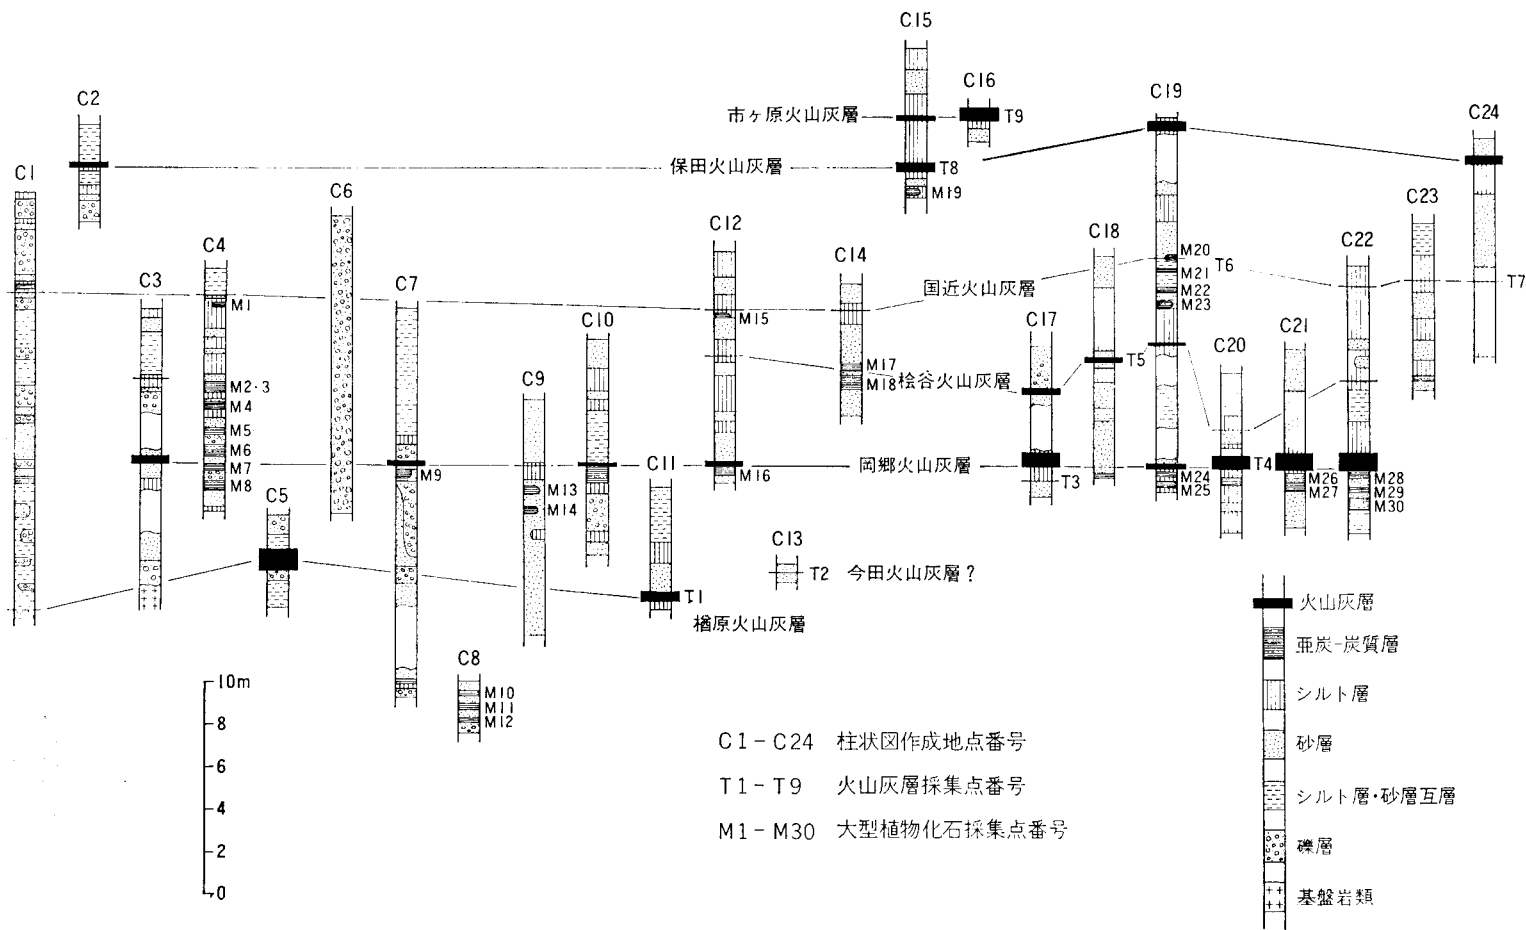 C15
C16
C19
C2
C24
市ヶ原火山灰層
T9
保田火山灰層
T8
C1
M19
C6
C23
C12
C18
C22
C4
C14
M20
T6
C3
C7
国近火山灰層
M21
T7
M22
M1
M23
M15
C10
C17
C21
C20
T5
M17
桧谷火山灰層
C9
M18
M2・3
M4
M5
M6
C11
岡郷火山灰層
T4
M7
M9
M16
M24
M26
M28
M8
C5
M13
T3
M25
M27
M29
M14
M30
C13
T2 今田火山灰層?
T1
楢原火山灰層
火山灰層
亜炭-炭質層
C8
10m
M10
シルト層
M11
8
M12
C1-C24 柱状図作成地点番号
砂層
6
T1-T9 火山灰層採集点番号
シルト層・砂層互層
4
M1-M30 大型植物化石採集点番号
2
礫層
0
基盤岩類